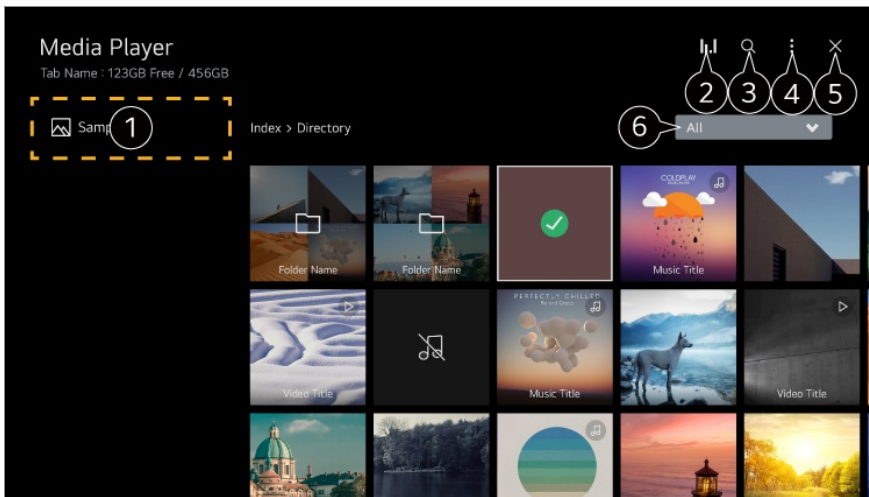 Media Player
Tab Name : 123GB Free / 456GB
2 3 4 5
1
Index > Directory
6
All
Folder Name
Folder Name
COLDPLAY
Music Title
Video Title
PERFECTLY CHILLED
Music Title
Video Title